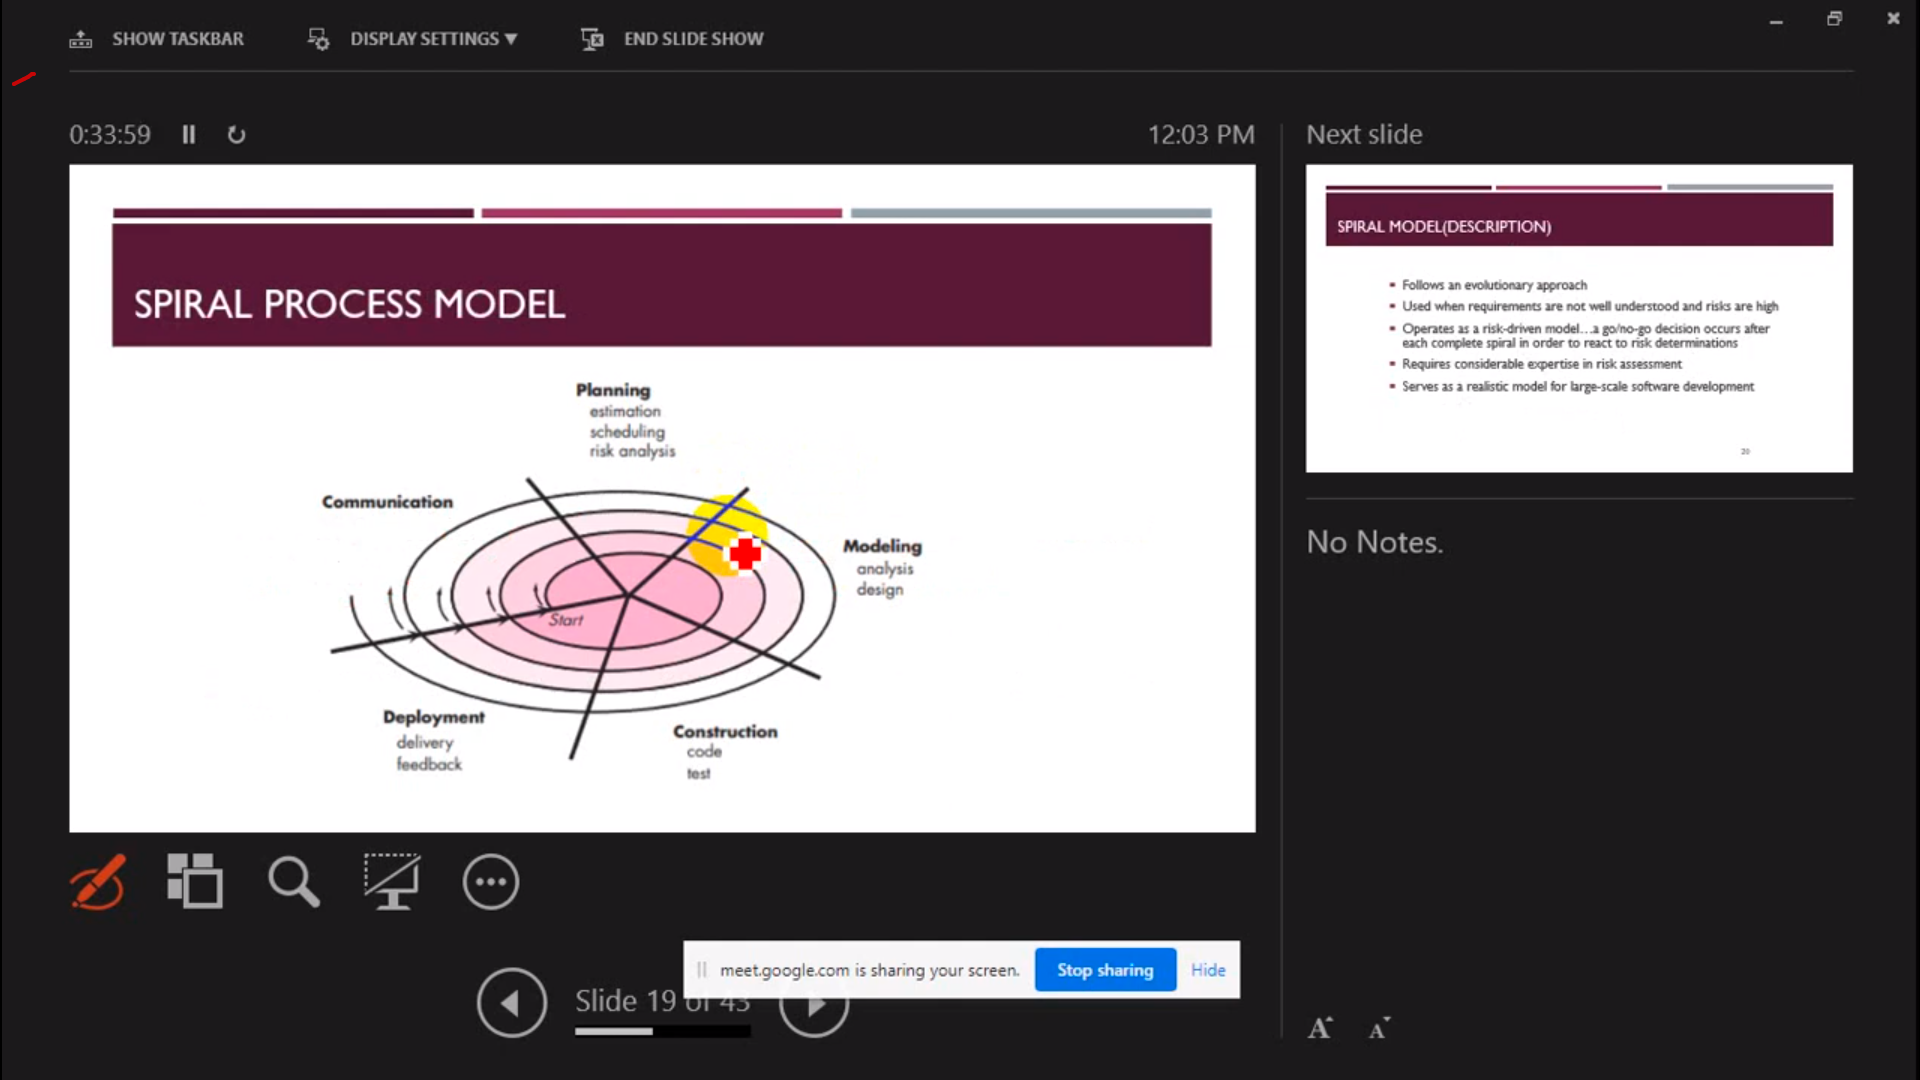 SHOW TASKBAR
DISPLAY SETTINGS ▼
END SLIDE SHOW
0:33:59
12:03 PM
SPIRAL PROCESS MODEL
Planning
estimation
scheduling
risk analysis
Communication
Modeling
analysis
design
Start
Deployment
delivery
feedback
Construction
code
test
Next slide
SPIRAL MODEL(DESCRIPTION)
▪ Follows an evolutionary approach
▪ Used when requirements are not well understood and risks are high
▪ Operates as a risk-driven model…a go/no-go decision occurs after
each complete spiral in order to react to risk determinations
▪ Requires considerable expertise in risk assessment
▪ Serves as a realistic model for large-scale software development
20
No Notes.
meet.google.com is sharing your screen.
Stop sharing
Hide
Slide 19 of 43
A
A